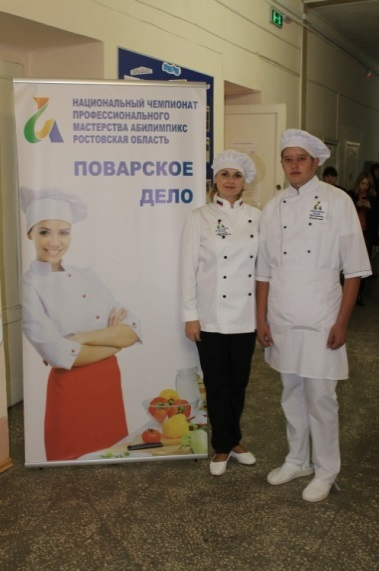 НАЦИОНАЛЬНЫЙ ЧЕМПИОНАТ
ПРОФЕССИОНАЛЬНОГО
МАСТЕРСТВА АБИЛИМПИКС
РОСТОВСКАЯ ОБЛАСТЬ
ПОВАРСКОЕ
ДЕЛО